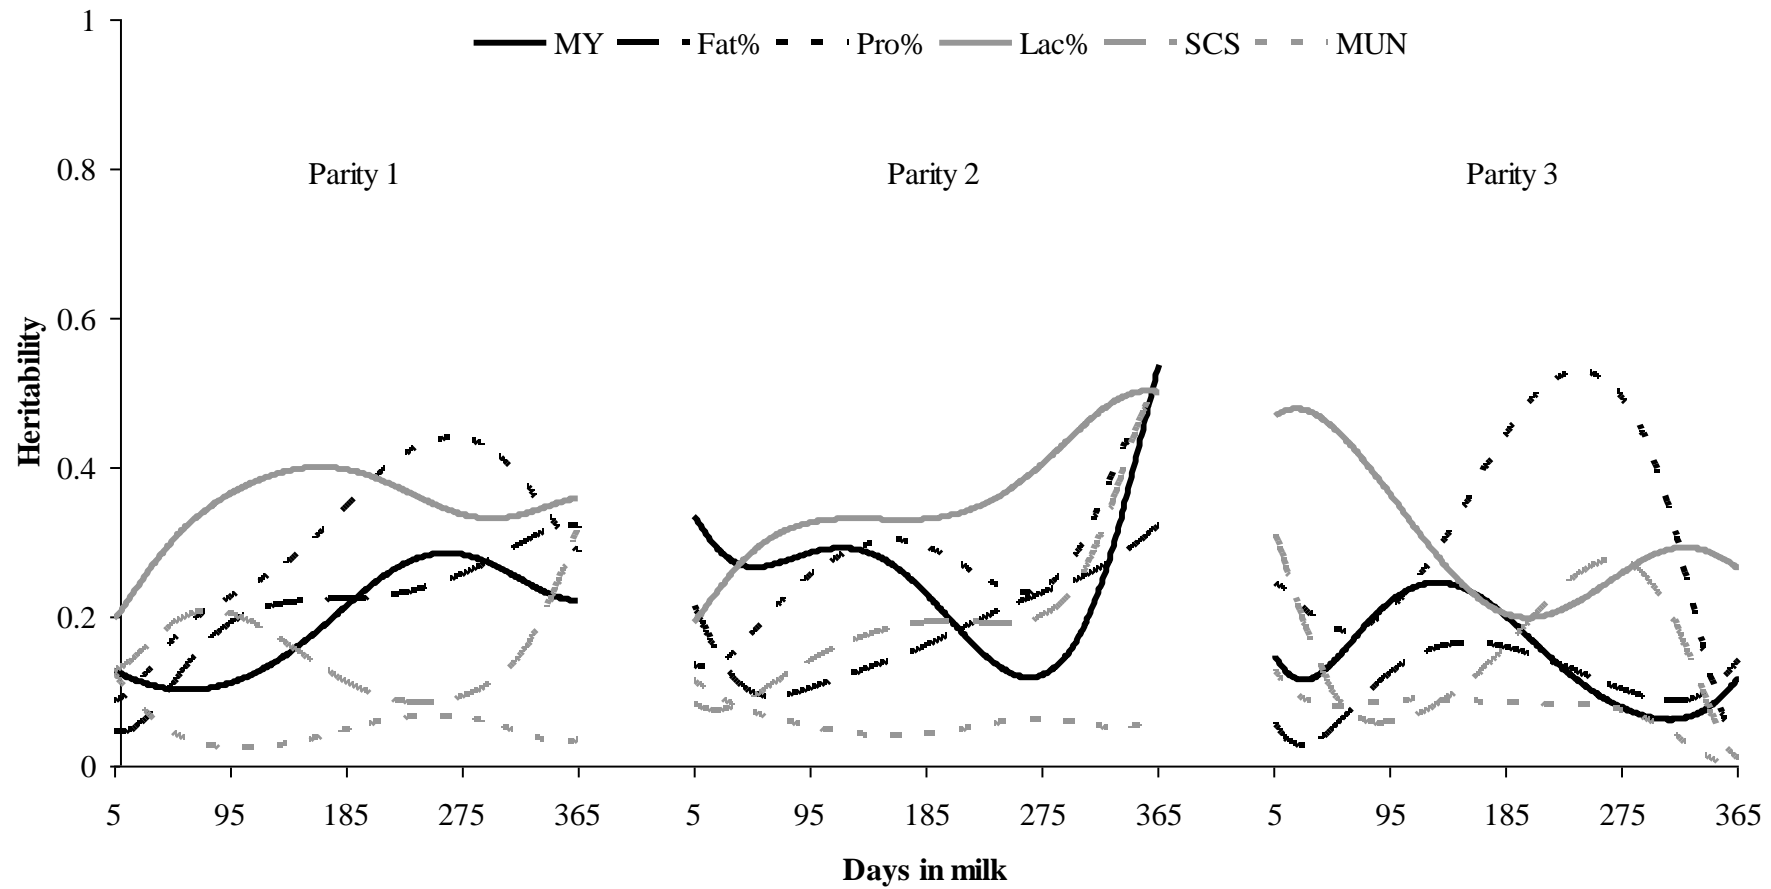 1
MY Fat% Pro% Lac% SCS MUN
0.8
Parity 1 Parity 2 Parity 3
0.6
Heritability
0.4
0.2
0
5 95 185 275 365 5 95 185 275 365 5 95 185 275 365
Days in milk